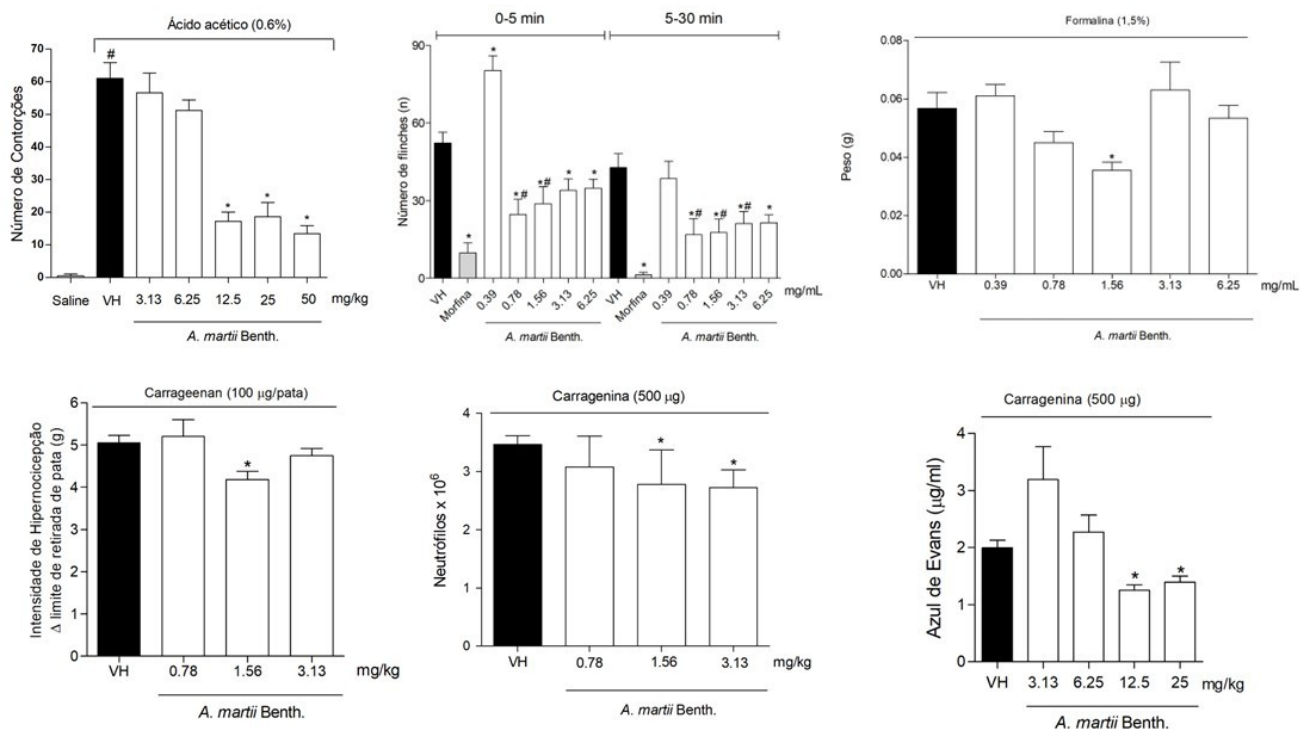 Ácido acético (0.6%)
Número de Contorções
70
60
50
40
30
20
10
0
#
*
*
*
Saline
VH
3.13
6.25
12.5
25
50
mg/kg
A. martii Benth.
0-5 min
5-30 min
Número de flinches (n)
90
60
30
0
*
*
*#
*#
*
*
*
*#
*#
*#
*
VH
Morfina
0.39
0.78
1.56
3.13
6.25
VH
Morfina
0.39
0.78
1.56
3.13
6.25
mg/mL
A. martii Benth.
A. martii Benth.
Formalina (1,5%)
Peso (g)
0.08
0.06
0.04
0.02
0.00
*
VH
0.39
0.78
1.56
3.13
6.25
mg/mL
A. martii Benth.
Carrageenan (100 µg/pata)
Intensidade de Hipernocicepção
Δ limite de retirada de pata (g)
6
5
4
3
2
1
0
*
VH
0.78
1.56
3.13
mg/kg
A. martii Benth.
Carragenina (500 µg)
Neutrófilos x 10⁶
4
3
2
1
0
*
*
VH
0.78
1.56
3.13
mg/kg
A. martii Benth.
Carragenina (500 µg)
Azul de Evans (µg/ml)
4
3
2
1
0
*
*
VH
3.13
6.25
12.5
25
mg/kg
A. martii Benth.